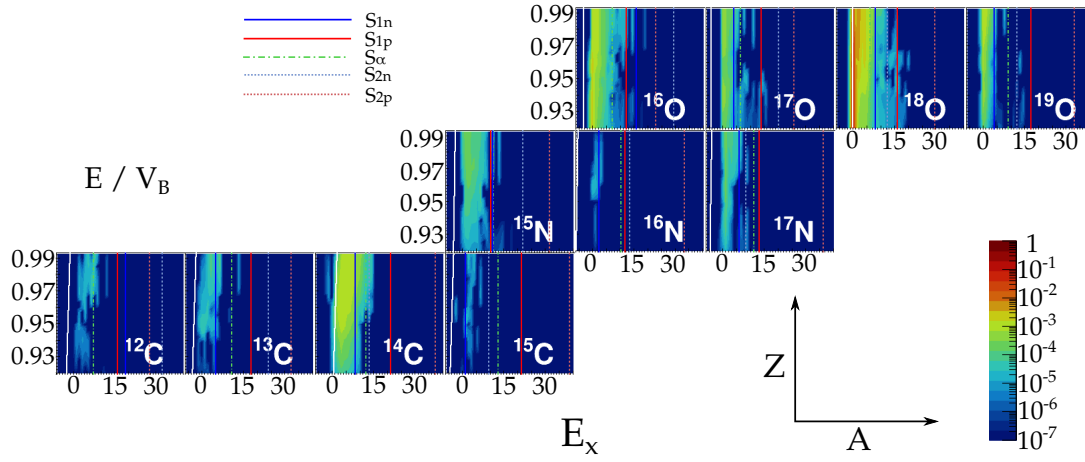 S1n
S1p
Sα
S2n
S2p
0.99
0.97
0.95
0.93
16O
17O
18O
19O
0 15 30 0 15 30
E / VB
0.99
0.97
0.95
0.93
15N
16N
17N
0 15 30 0 15 30
0.99
0.97
0.95
0.93
12C
13C
14C
15C
0 15 30 0 15 30 0 15 30 0 15 30
Ex
Z
A
1
10-1
10-2
10-3
10-4
10-5
10-6
10-7